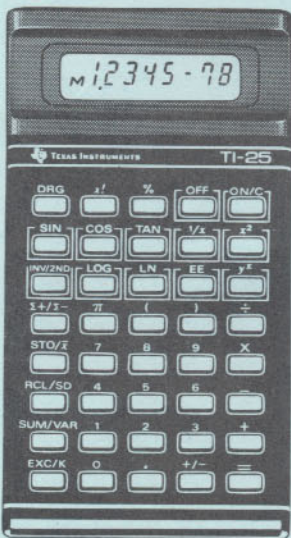 M 1.2345 - 78
TEXAS INSTRUMENTS TI-25
DRG x! % OFF ON/C
SIN COS TAN 1/x x²
INV/2ND LOG LN EE yˣ
Σ+/Σ- π ( ) ÷
STO/x̄ 7 8 9 X
RCL/SD 4 5 6 −
SUM/VAR 1 2 3 +
EXC/K 0 . +/− =